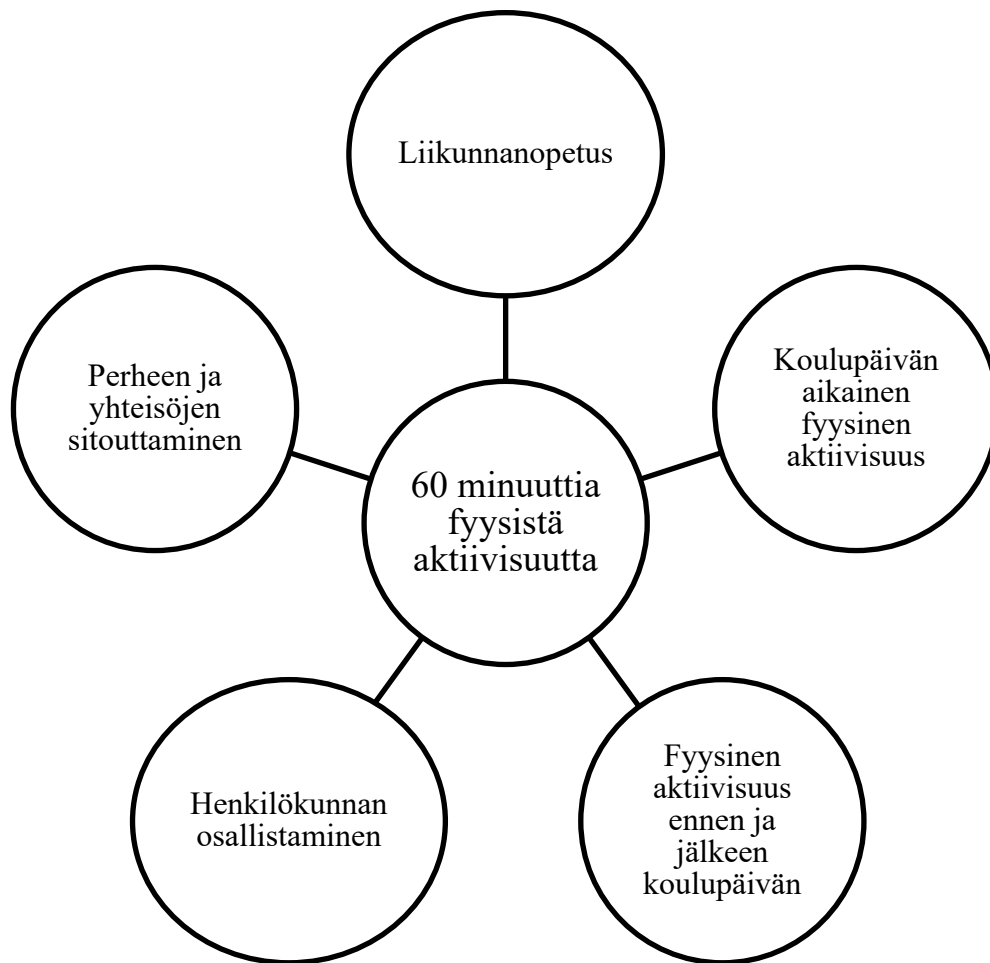 Liikunnanopetus
Koulupäivän
aikainen
fyysinen
aktiivisuus
Perheen ja
yhteisöjen
sitouttaminen
60 minuuttia
fyysistä
aktiivisuutta
Fyysinen
aktiivisuus
ennen ja
jälkeen
koulupäivän
Henkilökunnan
osallistaminen